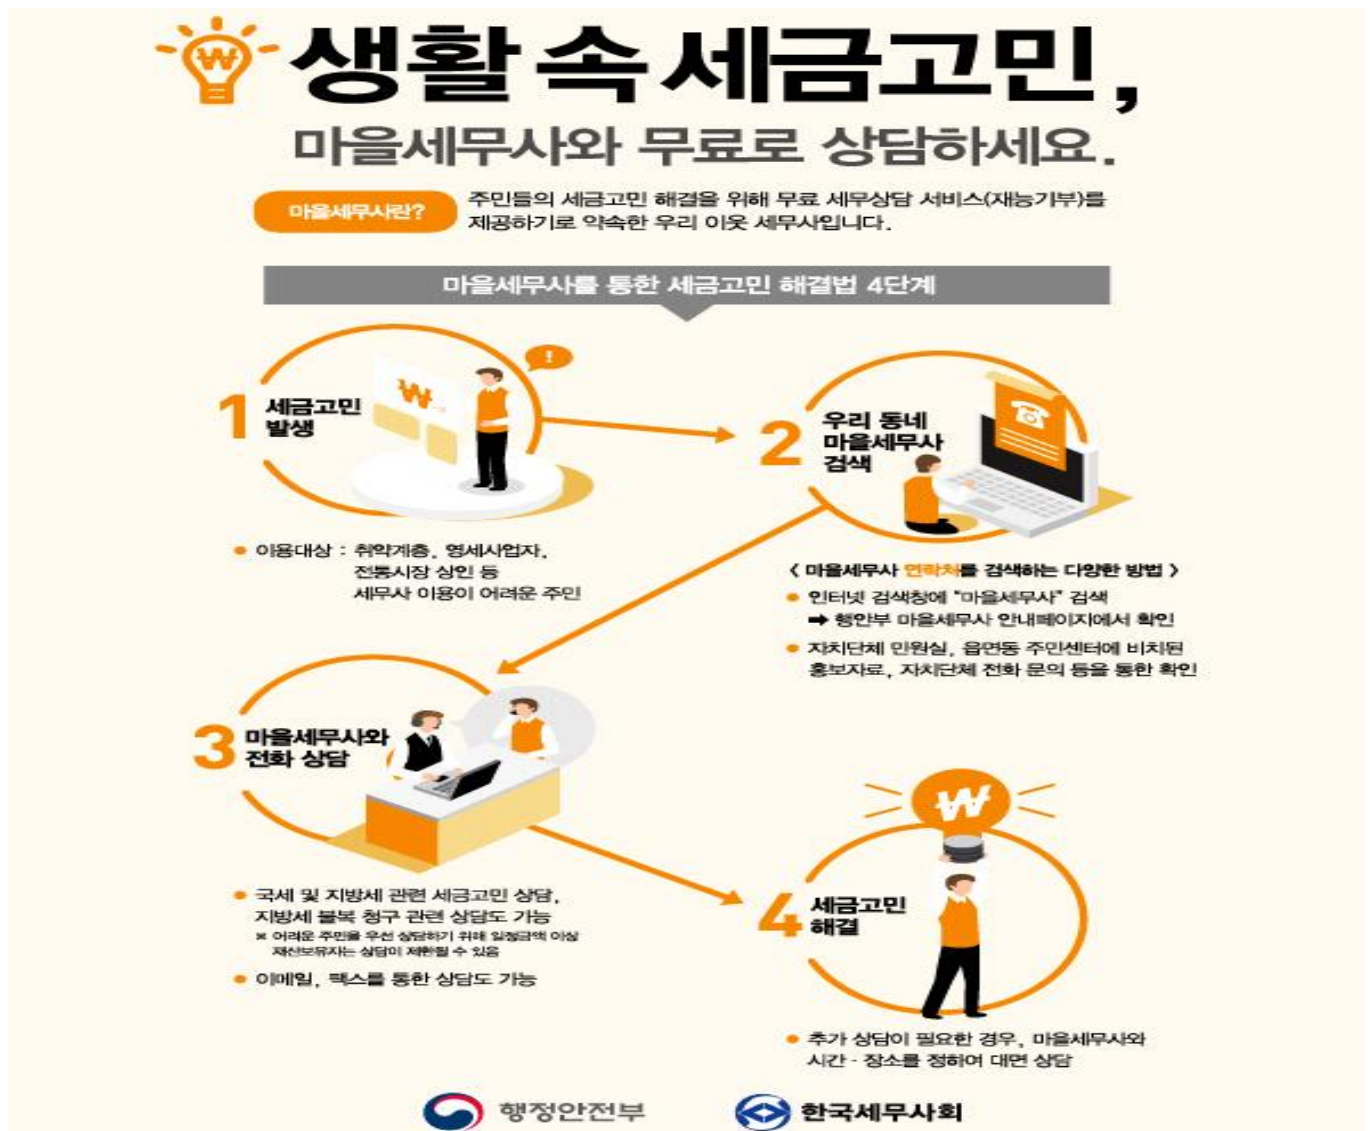 생활 속 세금고민,
마을세무사와 무료로 상담하세요.
마을세무사란?
주민들의 세금고민 해결을 위해 무료 세무상담 서비스(재능기부)를
제공하기로 약속한 우리 이웃 세무사입니다.
마을세무사를 통한 세금고민 해결법 4단계
1 세금고민
발생
₩
!
• 이용대상 : 취약계층, 영세사업자,
전통시장 상인 등
세무사 이용이 어려운 주민
2 우리 동네
마을세무사
검색
< 마을세무사 연락처를 검색하는 다양한 방법 >
• 인터넷 검색창에 "마을세무사" 검색
➡ 행안부 마을세무사 안내페이지에서 확인
• 자치단체 민원실, 읍면동 주민센터에 비치된
홍보자료, 자치단체 전화 문의 등을 통한 확인
3 마을세무사와
전화 상담
• 국세 및 지방세 관련 세금고민 상담,
지방세 불복 청구 관련 상담도 가능
※ 어려운 주민을 우선 상담하기 위해 일정금액 이상
재산보유자는 상담이 제한될 수 있음
• 이메일, 팩스를 통한 상담도 가능
₩
4 세금고민
해결
• 추가 상담이 필요한 경우, 마을세무사와
시간 · 장소를 정하여 대면 상담
행정안전부
한국세무사회